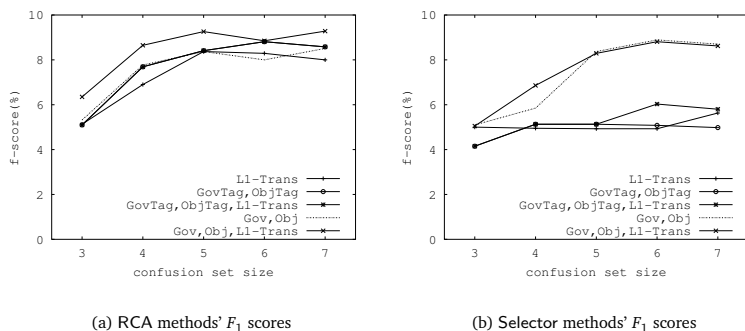 10
8
6
4
2
0
f-score(%)
L1-Trans
GovTag,ObjTag
GovTag,ObjTag,L1-Trans
Gov,Obj
Gov,Obj,L1-Trans
3 4 5 6 7
confusion set size
(a) RCA methods' F1 scores
10
8
6
4
2
0
f-score(%)
L1-Trans
GovTag,ObjTag
GovTag,ObjTag,L1-Trans
Gov,Obj
Gov,Obj,L1-Trans
3 4 5 6 7
confusion set size
(b) Selector methods' F1 scores